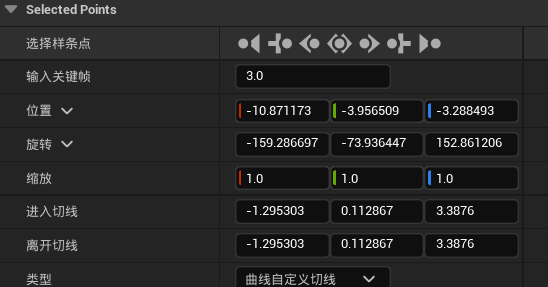 Selected Points
选择样条点
输入关键帧 3.0
位置 -10.871173 -3.956509 -3.288493
旋转 -159.286697 -73.936447 152.861206
缩放 1.0 1.0 1.0
进入切线 -1.295303 0.112867 3.3876
离开切线 -1.295303 0.112867 3.3876
类型 曲线自定义切线